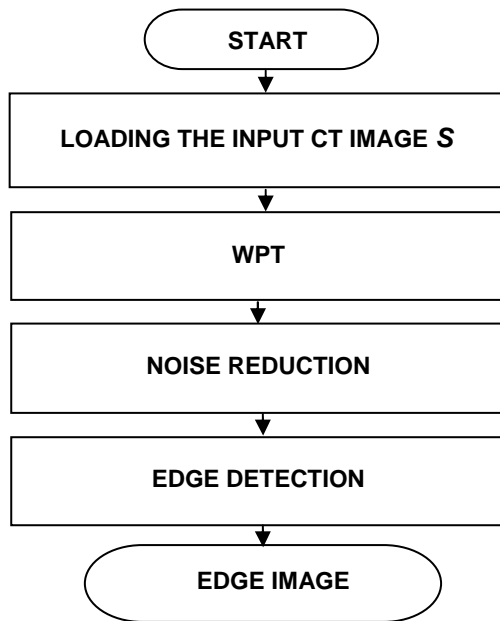 START
LOADING THE INPUT CT IMAGE S
WPT
NOISE REDUCTION
EDGE DETECTION
EDGE IMAGE